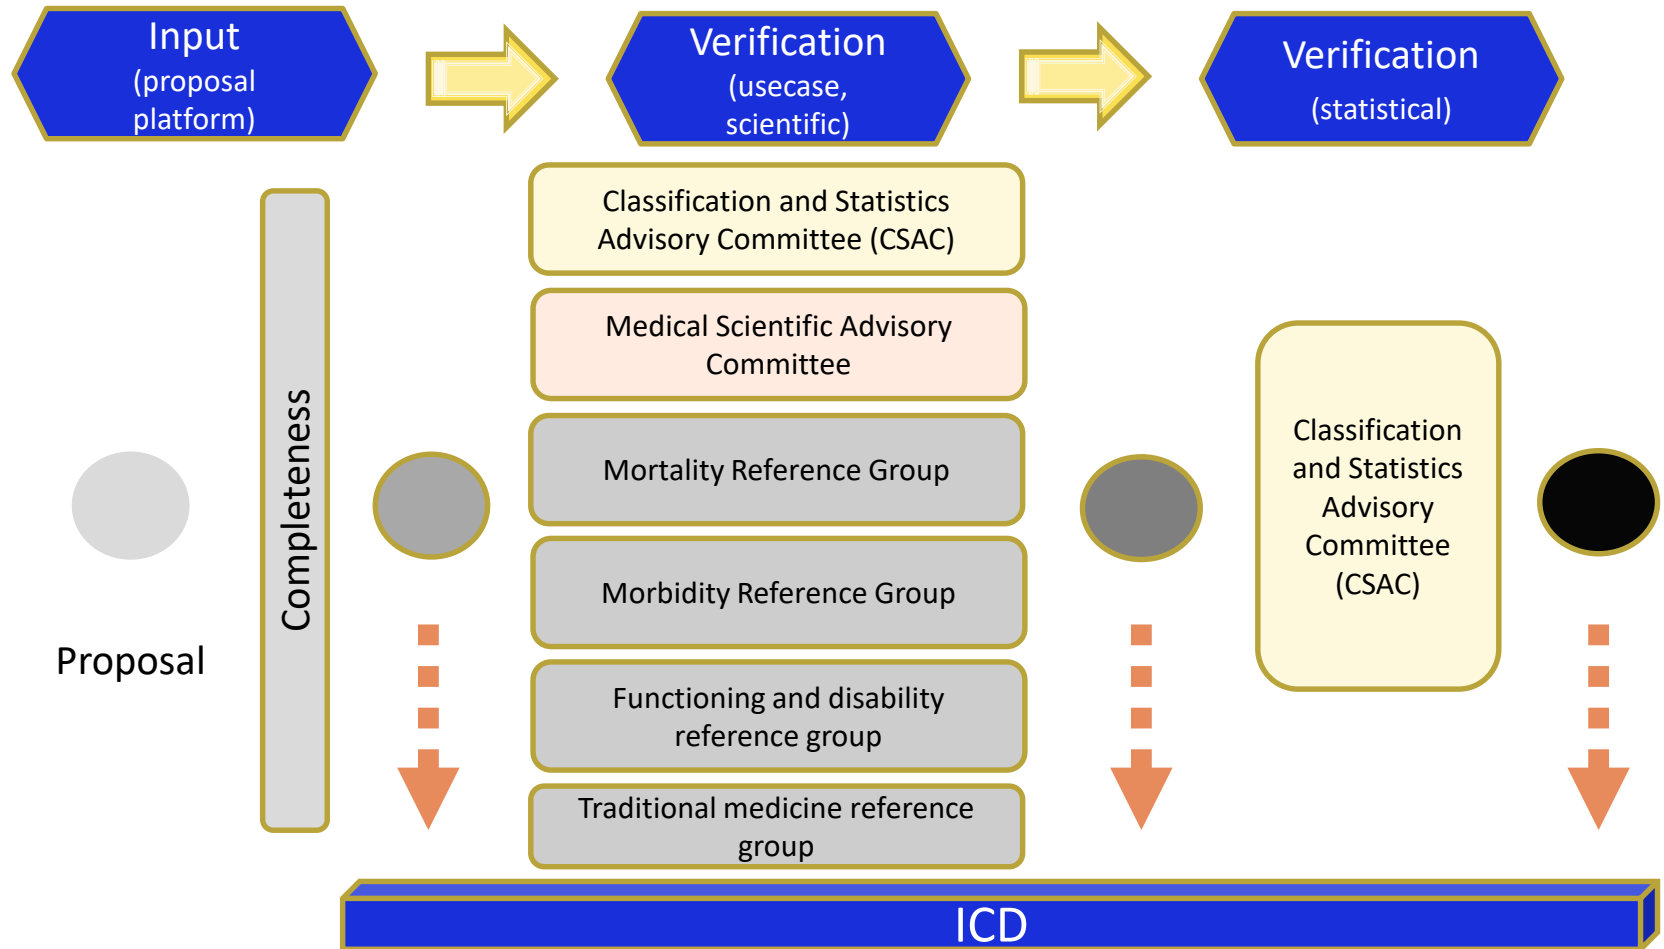 Input
(proposal
platform)
Verification
(usecase,
scientific)
Verification
(statistical)
Proposal
Completeness
Classification and Statistics
Advisory Committee (CSAC)
Medical Scientific Advisory
Committee
Mortality Reference Group
Morbidity Reference Group
Functioning and disability
reference group
Traditional medicine reference
group
Classification
and Statistics
Advisory
Committee
(CSAC)
ICD